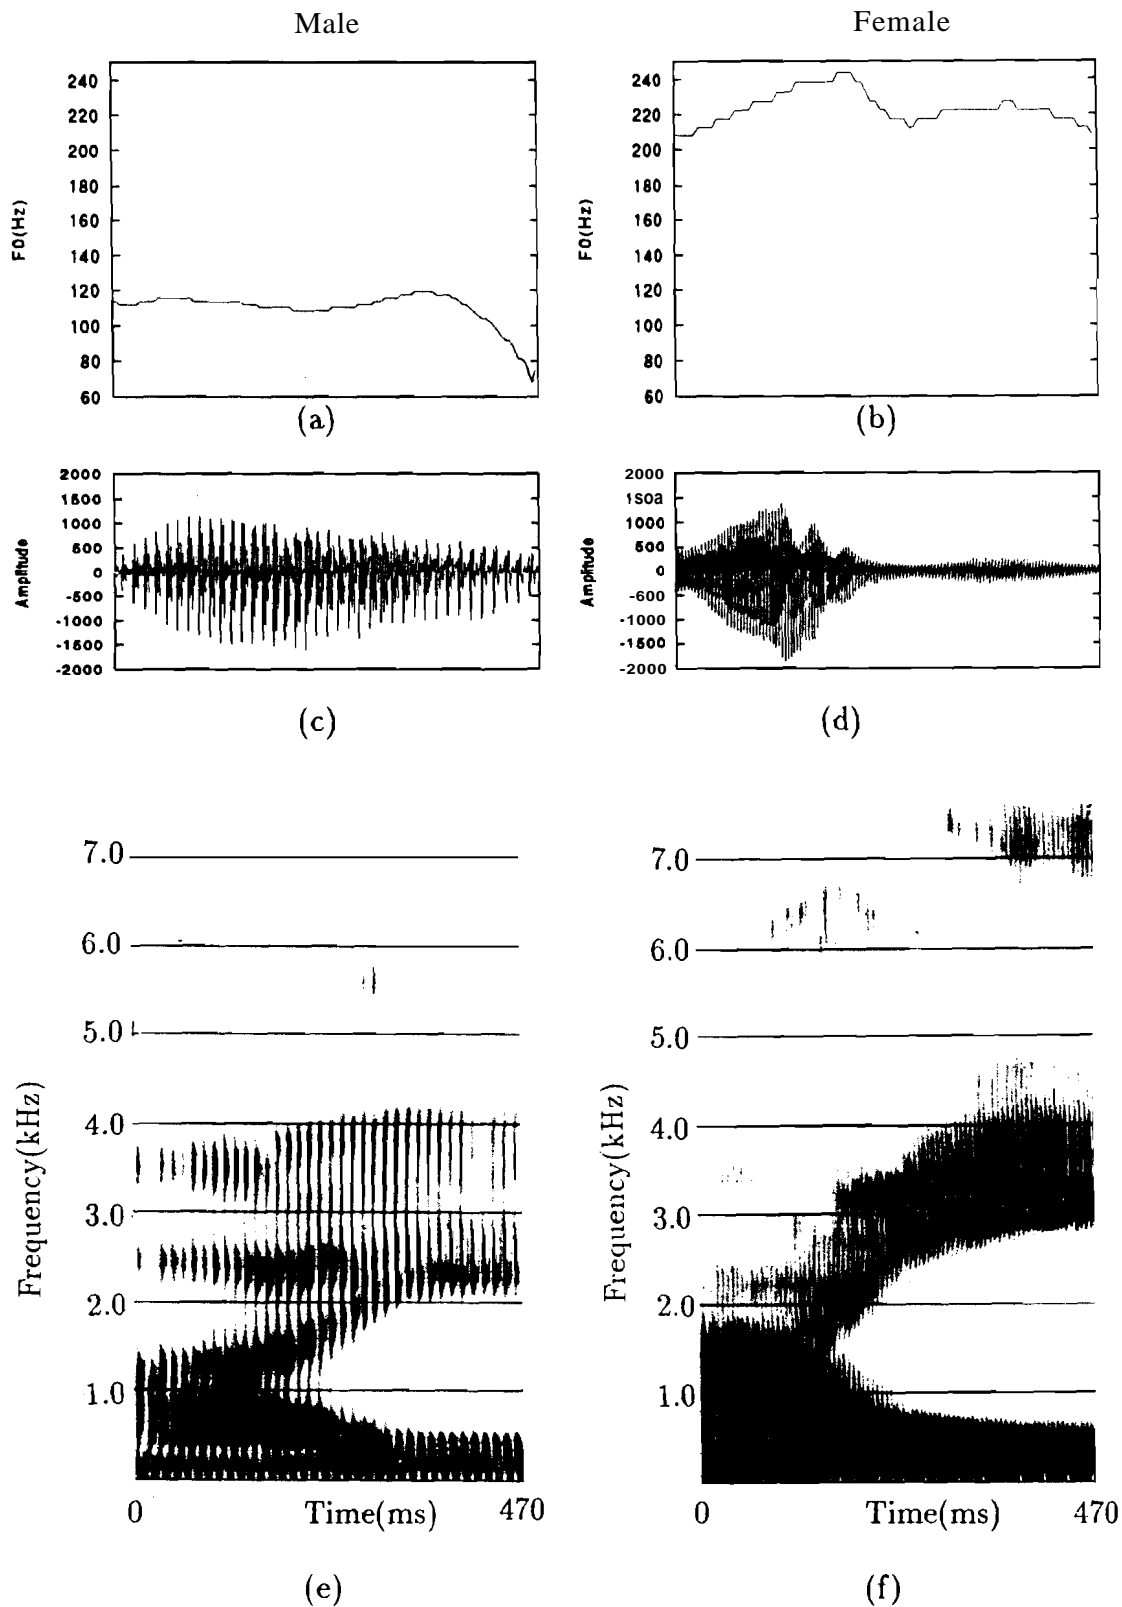 Male Female
240 240
220 220
200 200
180 180
160 160
F0(Hz) F0(Hz)
140 140
120 120
100 100
80 80
60 60
(a) (b)
2000 2000
1500 1SOa
1000 1000
500 500
Amplitude Amplitude
0 0
-500 -600
-1000 -1000
-1500 -1500
-2000 -2000
(c) (d)
7.0 7.0
6.0 6.0
5.0 5.0
4.0 4.0
Frequency(kHz) Frequency(kHz)
3.0 3.0
2.0 2.0
1.0 1.0
0 Time(ms) 470 0 Time(ms) 470
(e) (f)